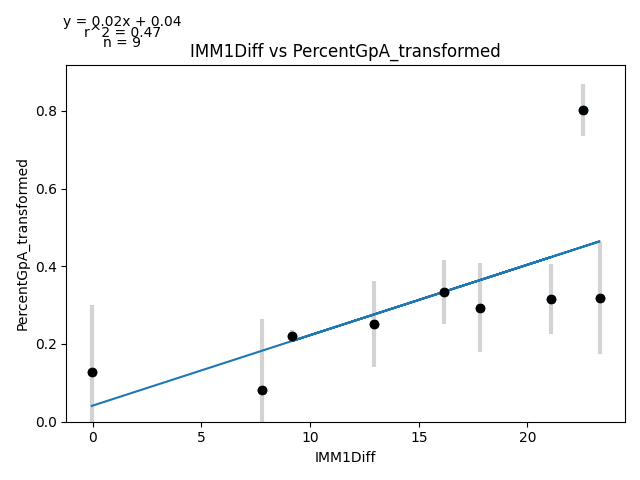 y = 0.02x + 0.04
r^2 = 0.47
n = 9
IMM1Diff vs PercentGpA_transformed
PercentGpA_transformed
0.8
0.6
0.4
0.2
0.0
0
5
10
15
20
IMM1Diff